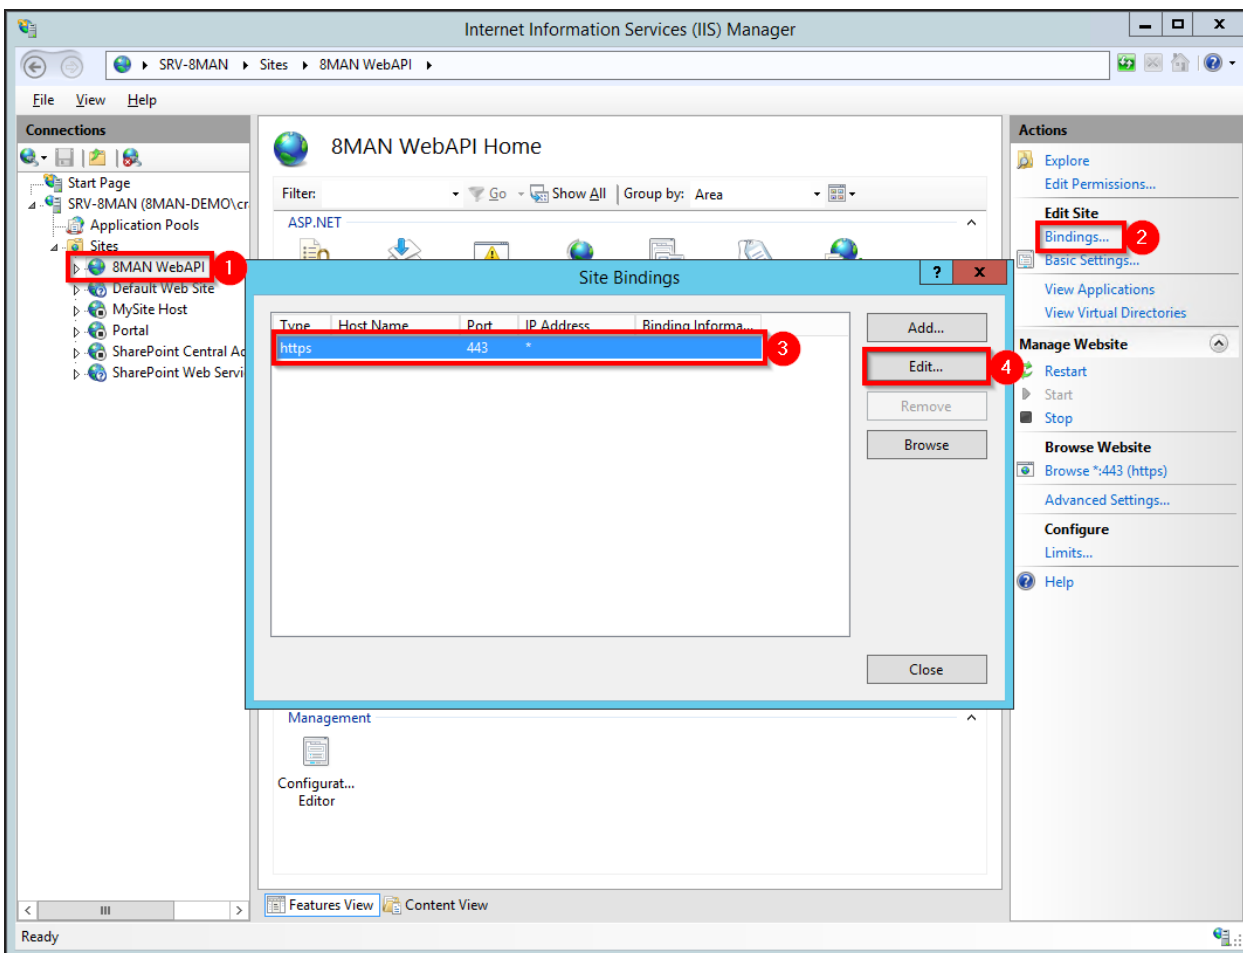 Internet Information Services (IIS) Manager
SRV-8MAN Sites 8MAN WebAPI
File View Help
Connections
Start Page
SRV-8MAN (8MAN-DEMO\cr
Application Pools
Sites
8MAN WebAPI 1
Default Web Site
MySite Host
Portal
SharePoint Central Ad
SharePoint Web Servi
8MAN WebAPI Home
Filter: Go Show All Group by: Area
ASP.NET
Site Bindings
? x
Type Host Name Port IP Address Binding Informa...
https 443 * 3
Add...
Edit... 4
Remove
Browse
Close
Management
Configurat...
Editor
Features View Content View
Actions
Explore
Edit Permissions...
Edit Site
Bindings... 2
Basic Settings...
View Applications
View Virtual Directories
Manage Website
Restart
Start
Stop
Browse Website
Browse *:443 (https)
Advanced Settings...
Configure
Limits...
Help
Ready